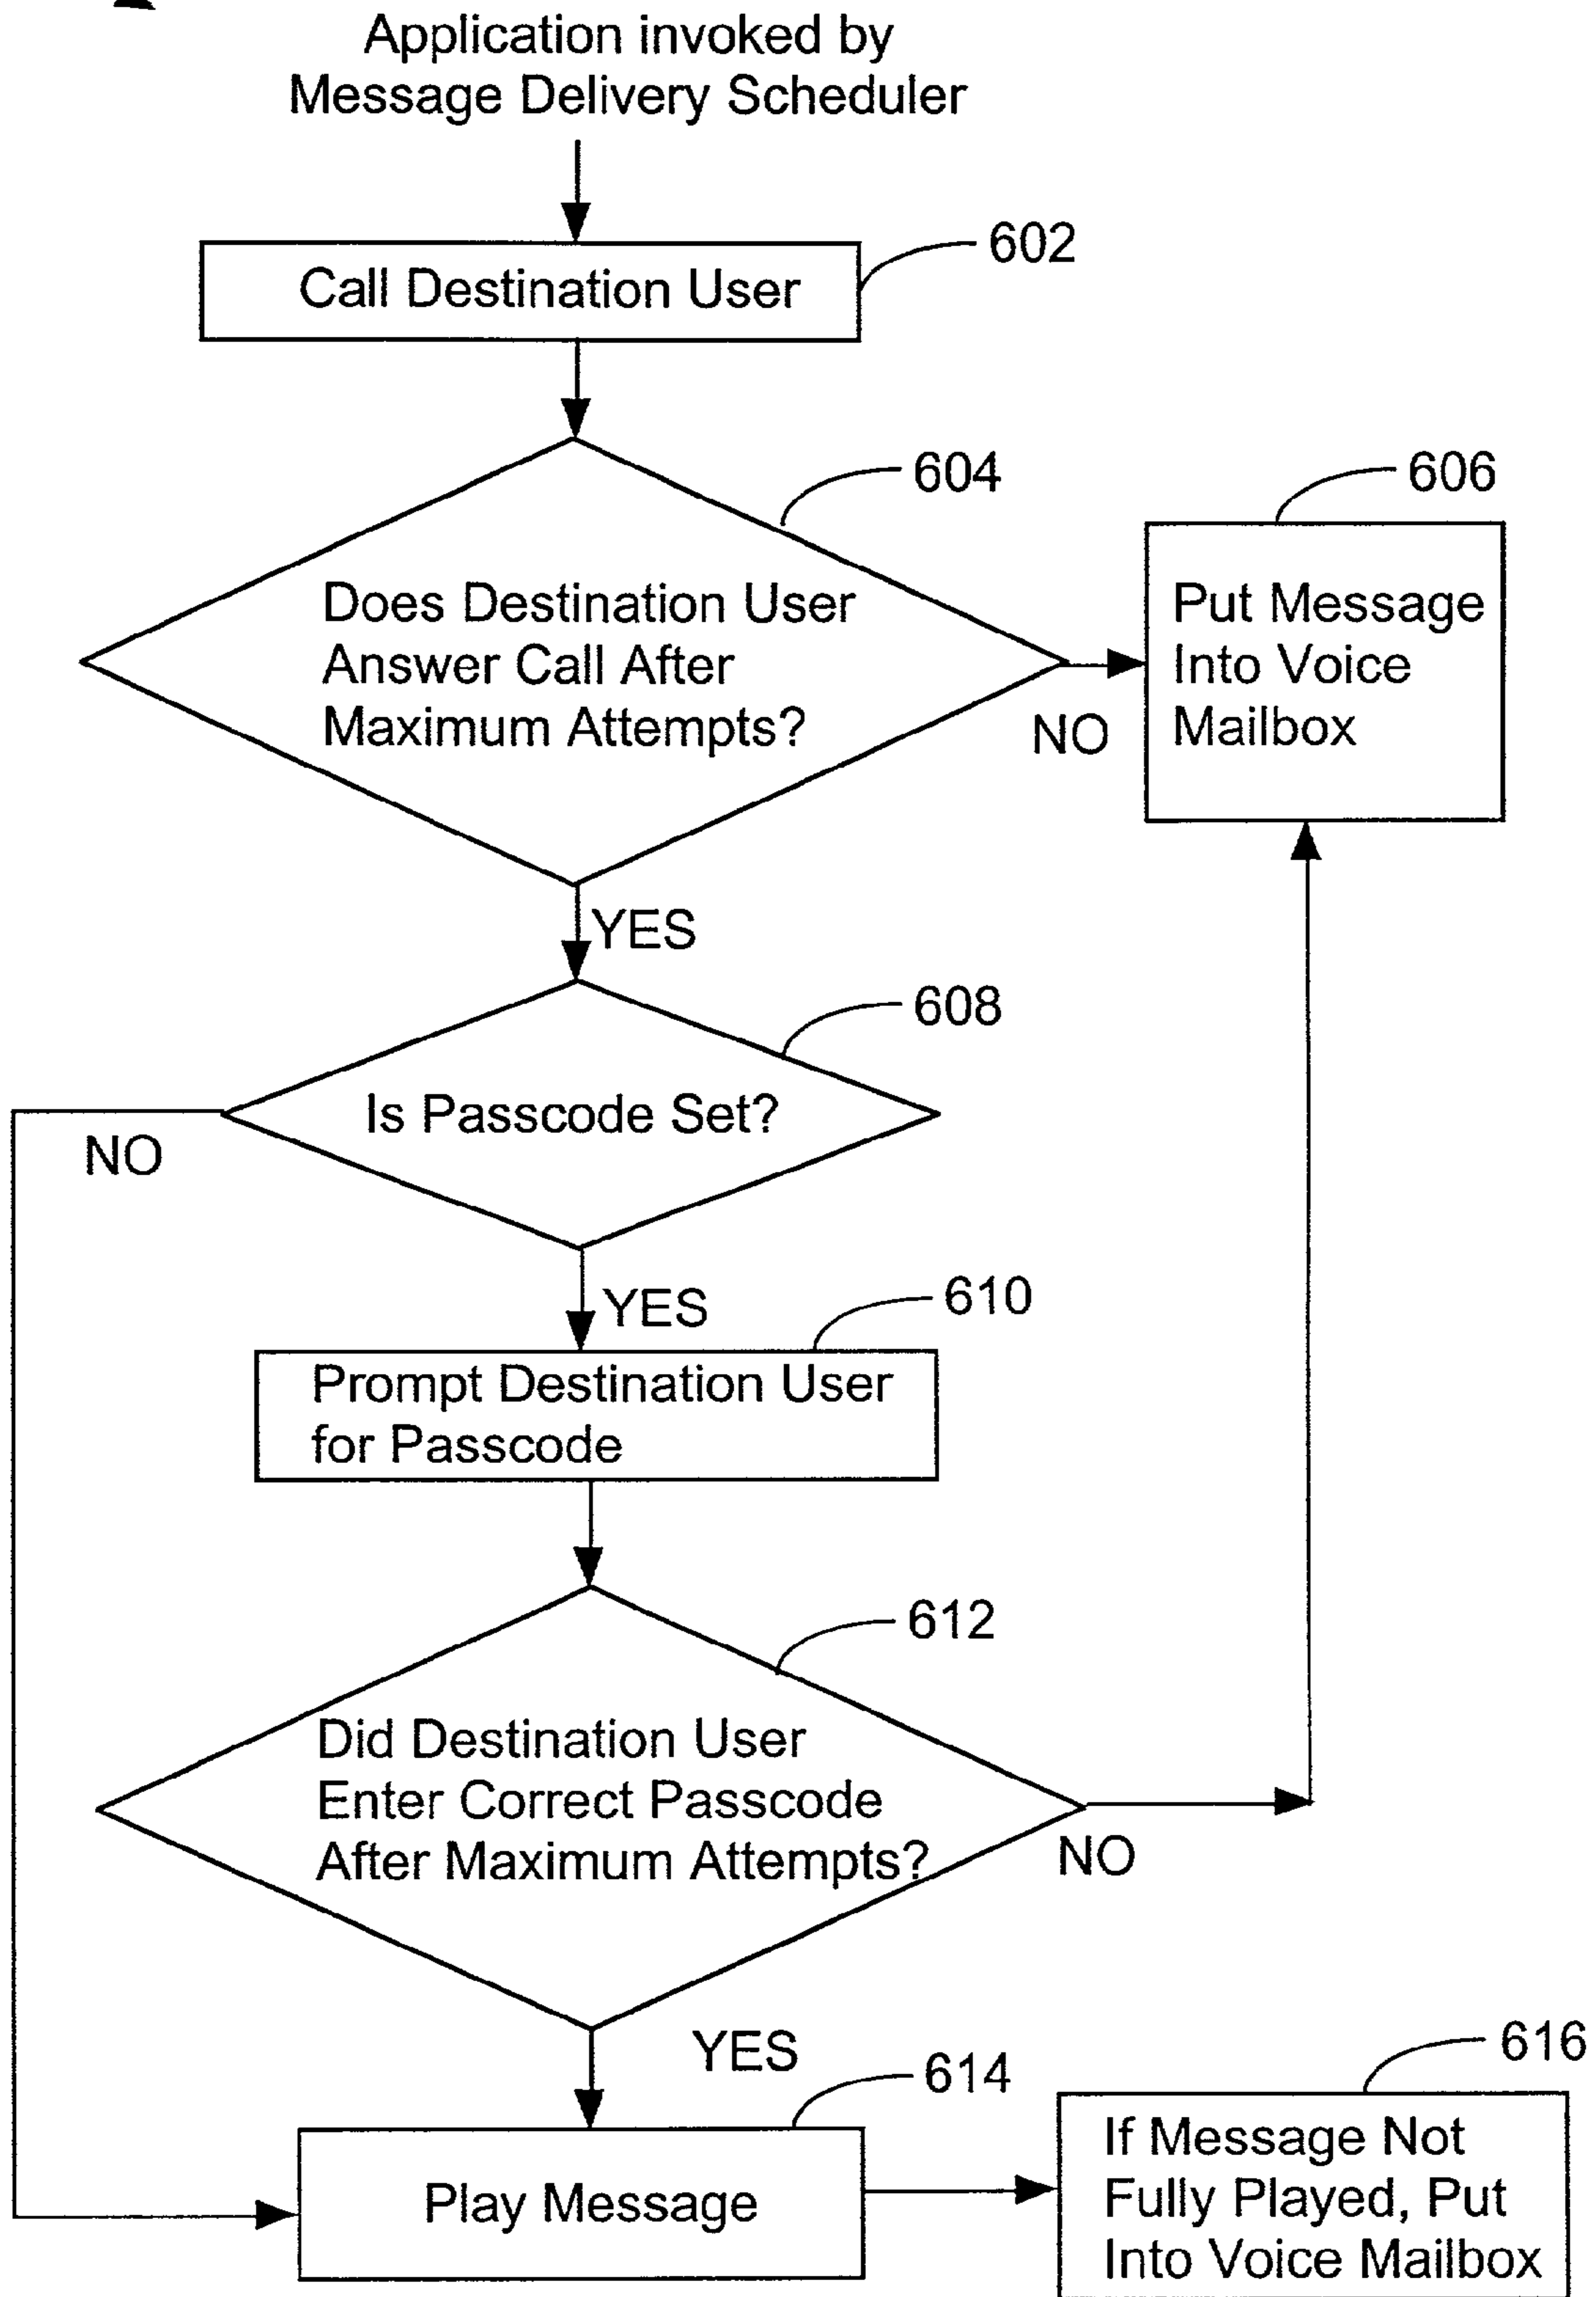 Application invoked by
Message Delivery Scheduler
602
Call Destination User
604
606
Does Destination User
Answer Call After
Maximum Attempts?
NO
Put Message
Into Voice
Mailbox
YES
608
Is Passcode Set?
NO
YES
610
Prompt Destination User
for Passcode
612
Did Destination User
Enter Correct Passcode
After Maximum Attempts?
NO
YES
614
616
Play Message
If Message Not
Fully Played, Put
Into Voice Mailbox